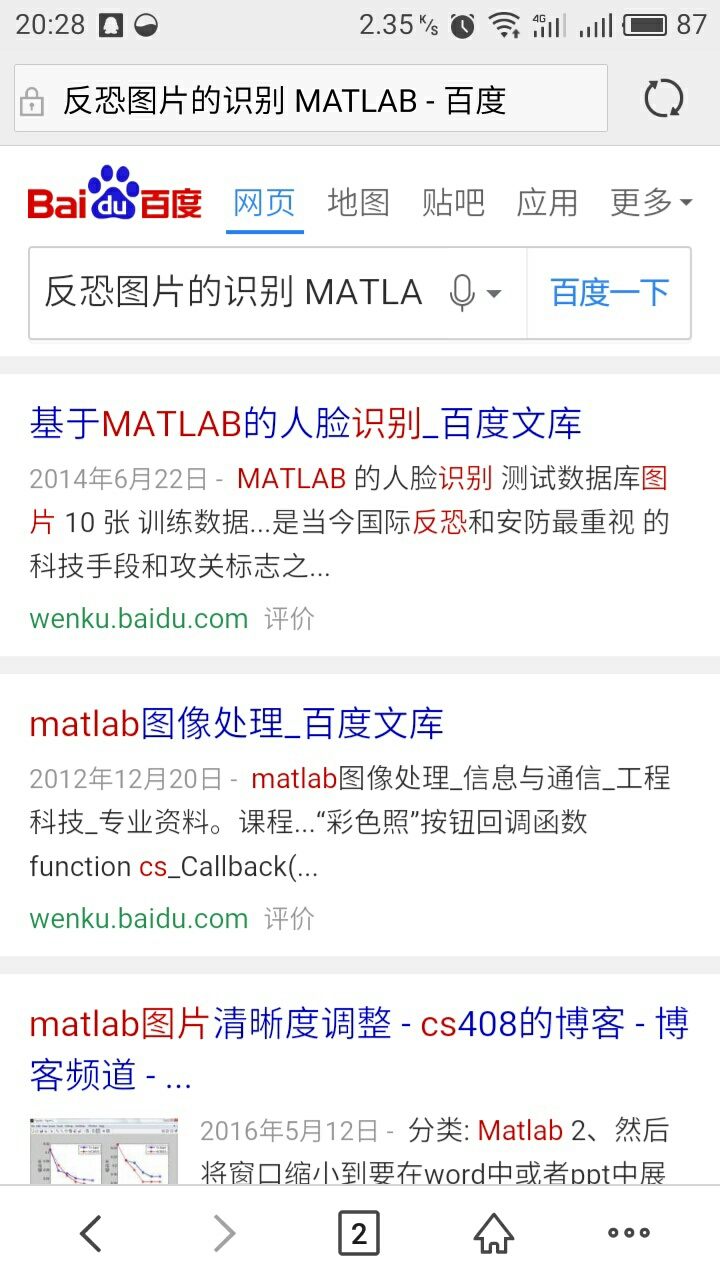 20:28 2.35 K/s 4G 87
反恐图片的识别 MATLAB - 百度
Bai du 百度 网页 地图 贴吧 应用 更多
反恐图片的识别 MATLA 百度一下
基于MATLAB的人脸识别_百度文库
2014年6月22日 - MATLAB 的人脸识别 测试数据库图
片 10 张 训练数据...是当今国际反恐和安防最重视 的
科技手段和攻关标志之...
wenku.baidu.com 评价
matlab图像处理_百度文库
2012年12月20日 - matlab图像处理_信息与通信_工程
科技_专业资料。课程...“彩色照”按钮回调函数
function cs_Callback(...
wenku.baidu.com 评价
matlab图片清晰度调整 - cs408的博客 - 博
客频道 - ...
2016年5月12日 - 分类: Matlab 2、然后
将窗口缩小到要在word中或者ppt中展
2